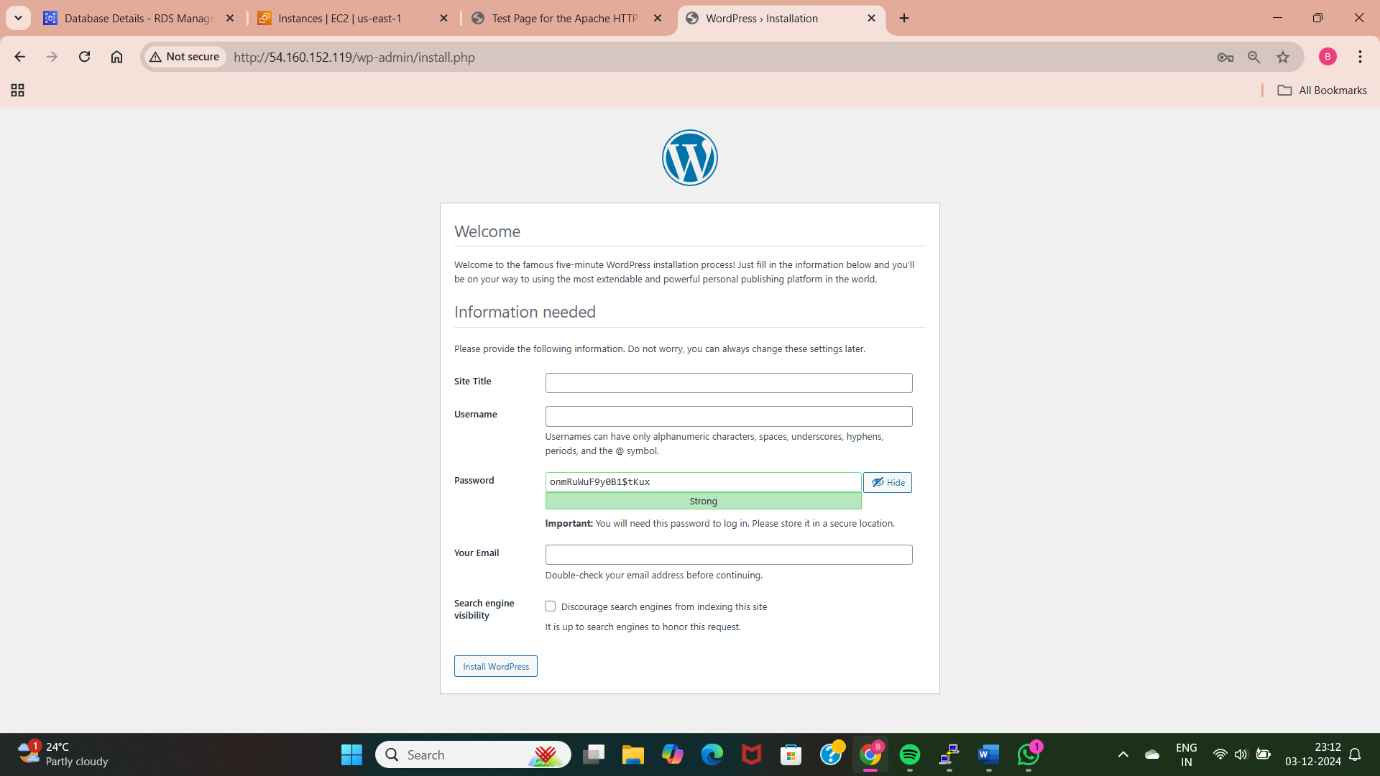 Database Details - RDS Manage
Instances | EC2 | us-east-1
Test Page for the Apache HTTP
WordPress › Installation
Not secure
http://54.160.152.119/wp-admin/install.php
B
All Bookmarks
Welcome
Welcome to the famous five-minute WordPress installation process! Just fill in the information below and you'll
be on your way to using the most extendable and powerful personal publishing platform in the world.
Information needed
Please provide the following information. Do not worry, you can always change these settings later.
Site Title
Username
Usernames can have only alphanumeric characters, spaces, underscores, hyphens,
periods, and the @ symbol.
Password
onmRuWuF9y0B1$tKux
Hide
Strong
Important: You will need this password to log in. Please store it in a secure location.
Your Email
Double-check your email address before continuing.
Search engine
visibility
Discourage search engines from indexing this site
It is up to search engines to honor this request.
Install WordPress
1
24°C
Partly cloudy
Search
B
1
ENG
IN
23:12
03-12-2024